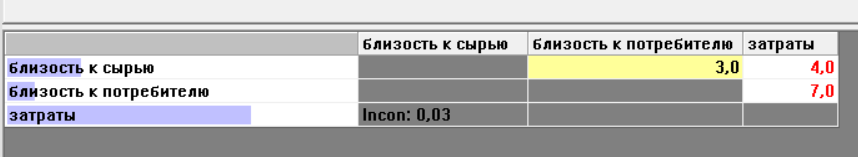 близость к сырью близость к потребителю затраты
близость к сырью 3,0 4,0
близость к потребителю 7,0
затраты Incon: 0,03